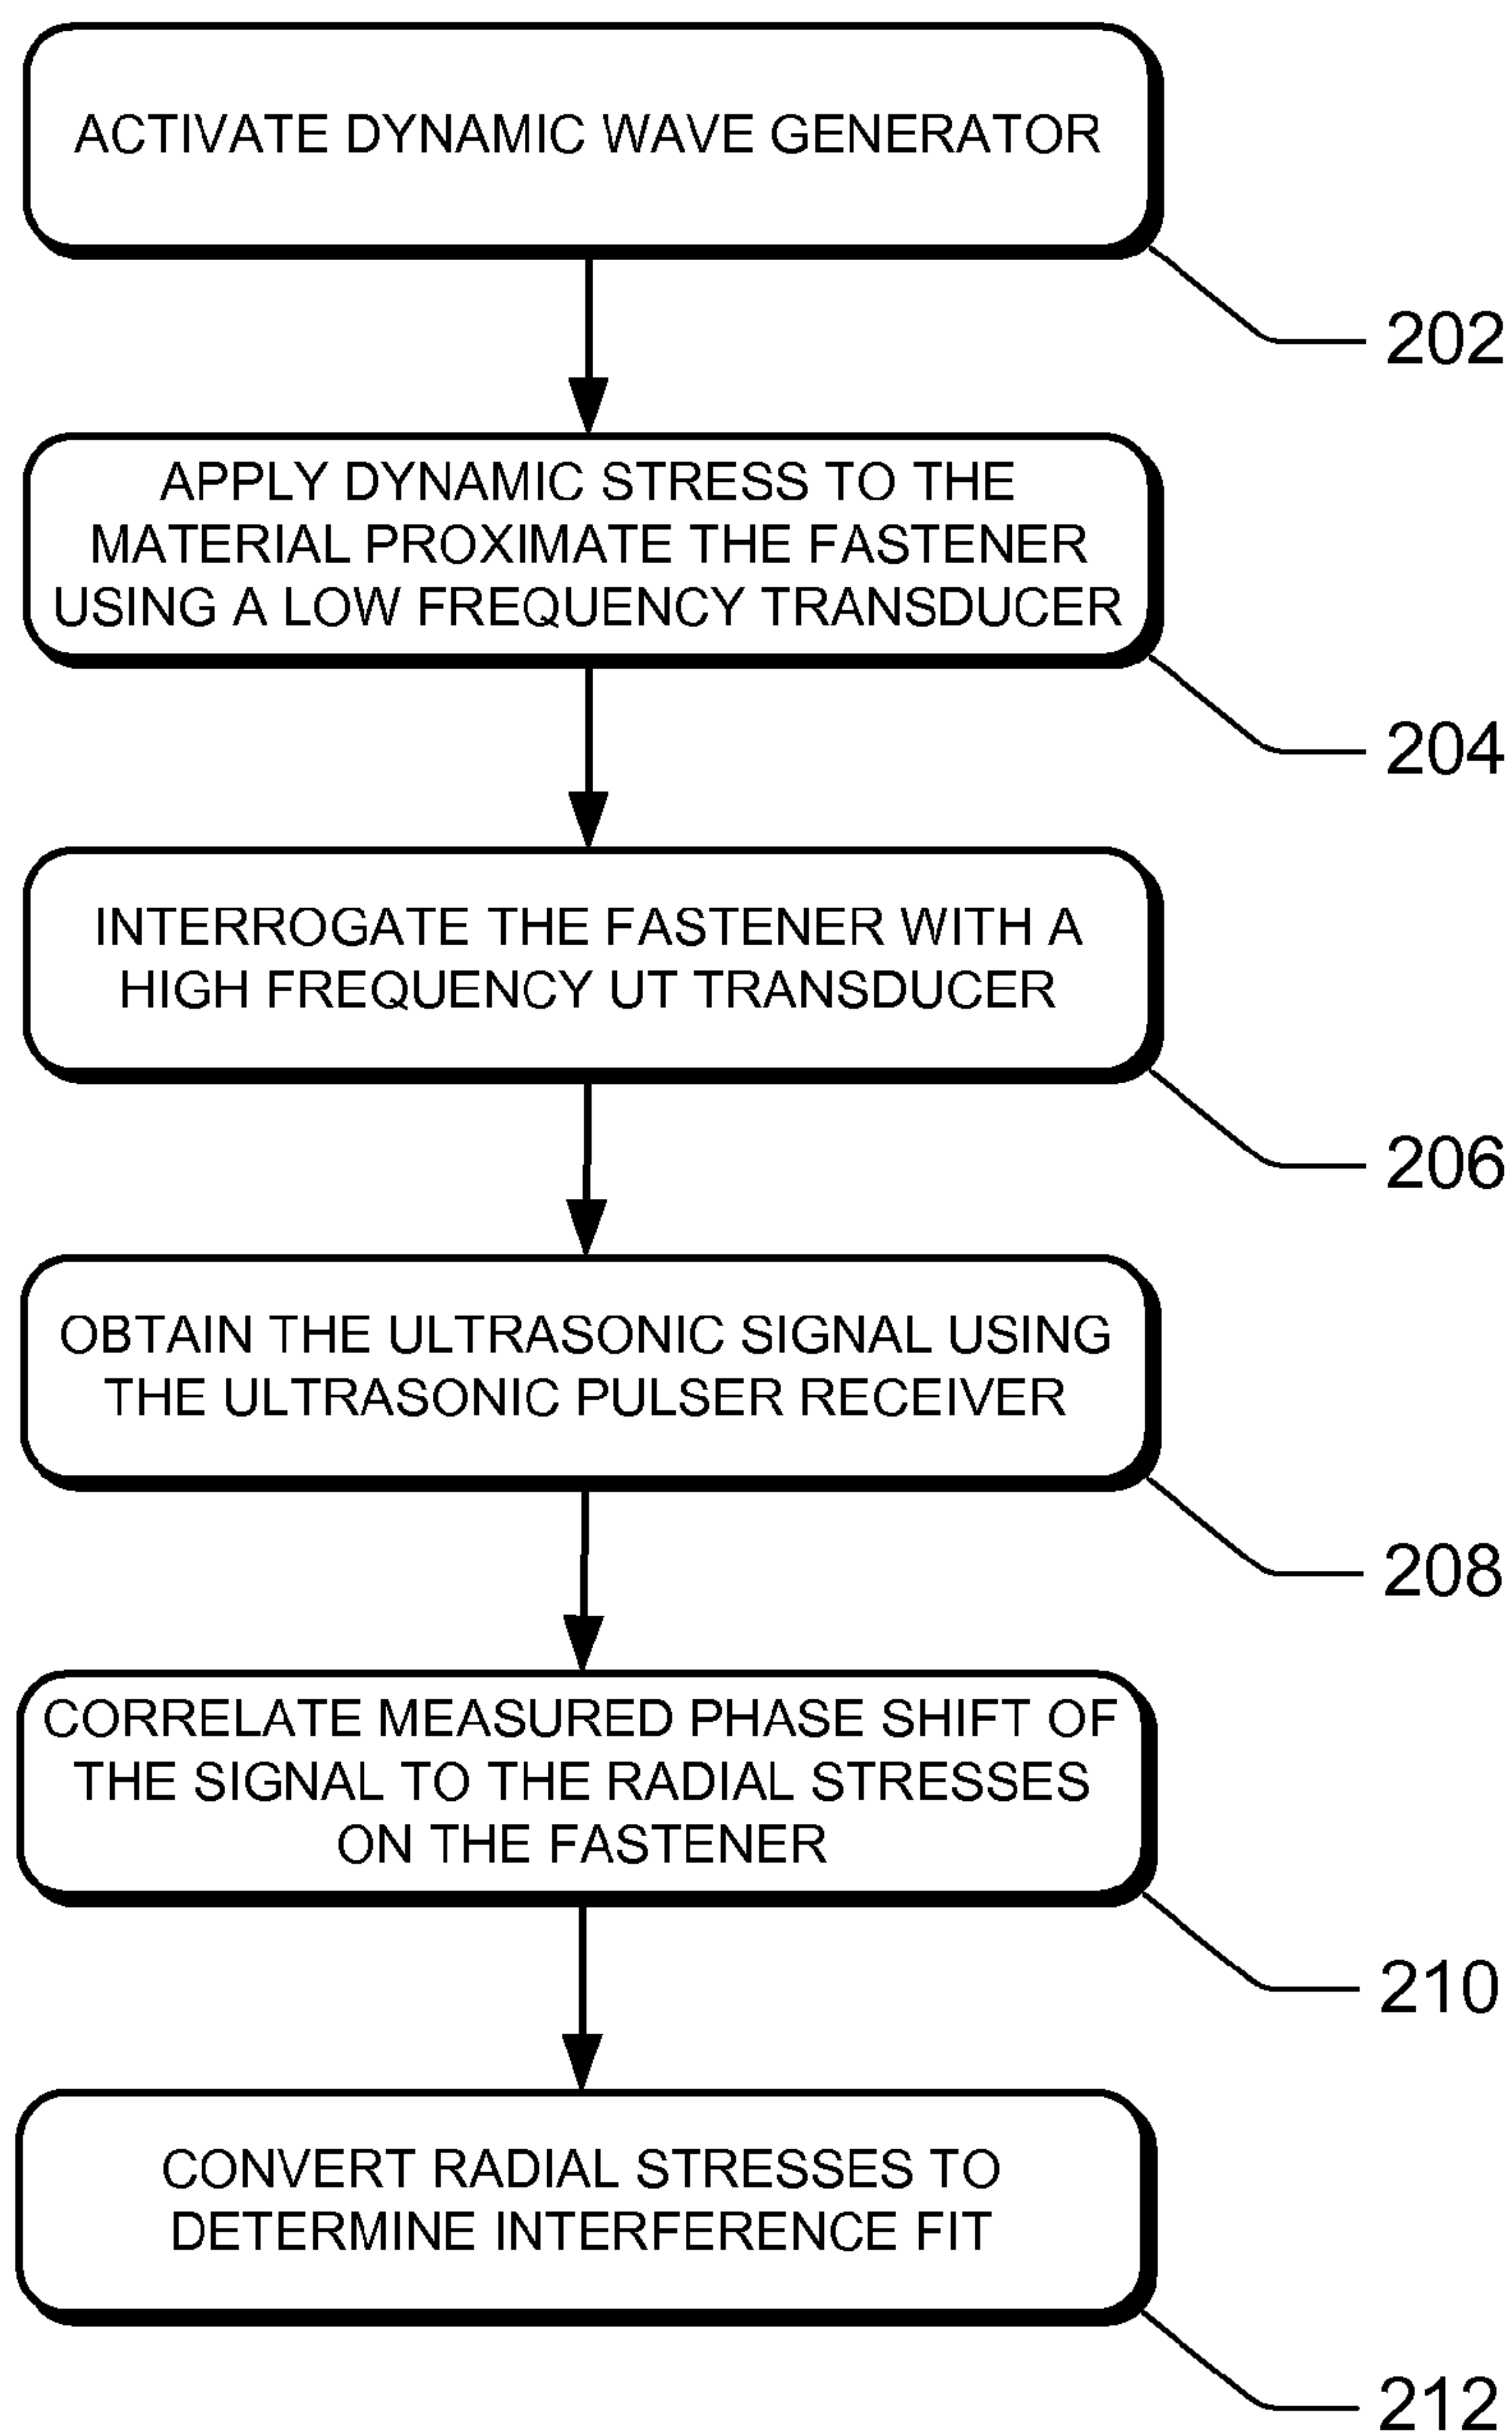 ACTIVATE DYNAMIC WAVE GENERATOR
202
APPLY DYNAMIC STRESS TO THE
MATERIAL PROXIMATE THE FASTENER
USING A LOW FREQUENCY TRANSDUCER
204
INTERROGATE THE FASTENER WITH A
HIGH FREQUENCY UT TRANSDUCER
206
OBTAIN THE ULTRASONIC SIGNAL USING
THE ULTRASONIC PULSER RECEIVER
208
CORRELATE MEASURED PHASE SHIFT OF
THE SIGNAL TO THE RADIAL STRESSES
ON THE FASTENER
210
CONVERT RADIAL STRESSES TO
DETERMINE INTERFERENCE FIT
212